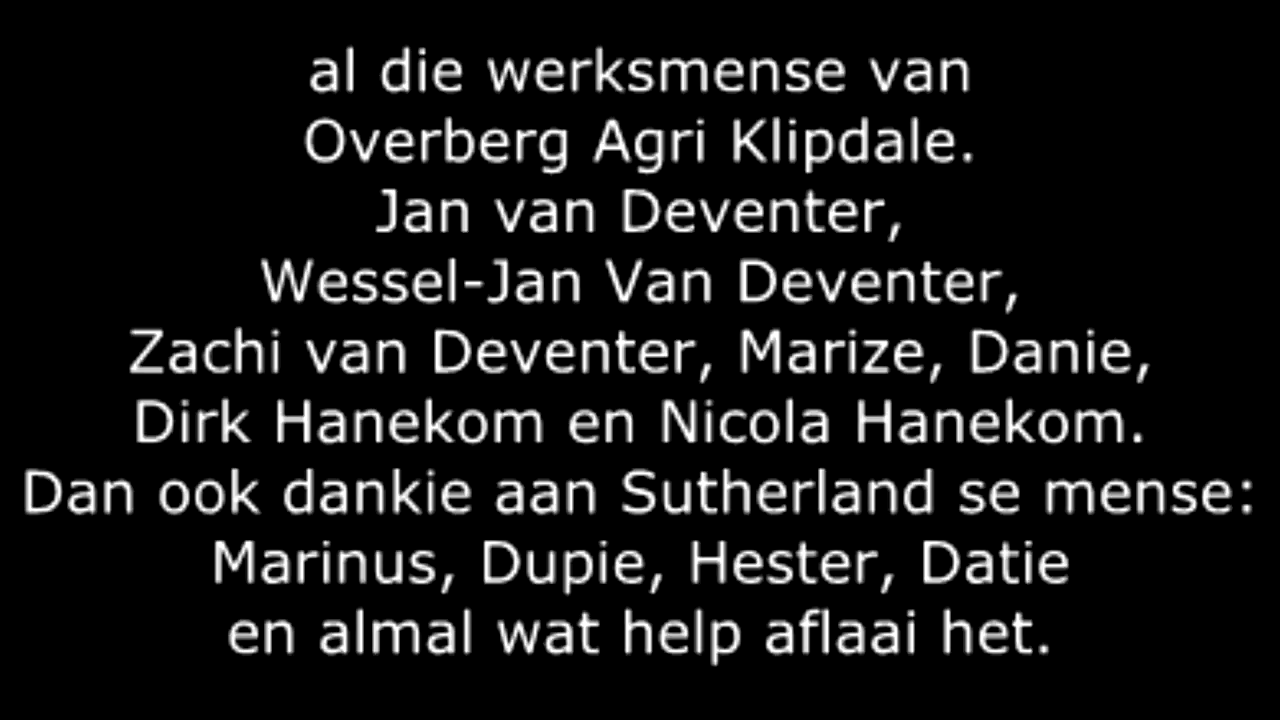 al die werksmense van
Overberg Agri Klipdale.
Jan van Deventer,
Wessel-Jan Van Deventer,
Zachi van Deventer, Marize, Danie,
Dirk Hanekom en Nicola Hanekom.
Dan ook dankie aan Sutherland se mense:
Marinus, Dupie, Hester, Datie
en almal wat help aflaai het.